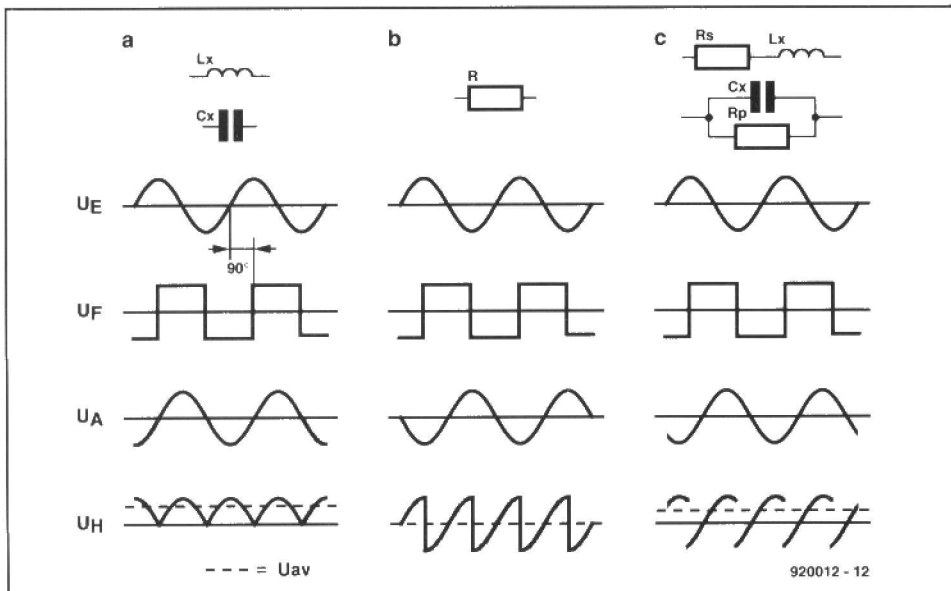 a
b
c
Lx
Cx
R
Rs
Lx
Cx
Rp
UE
90°
UF
UA
UH
---- = Uav
920012 - 12